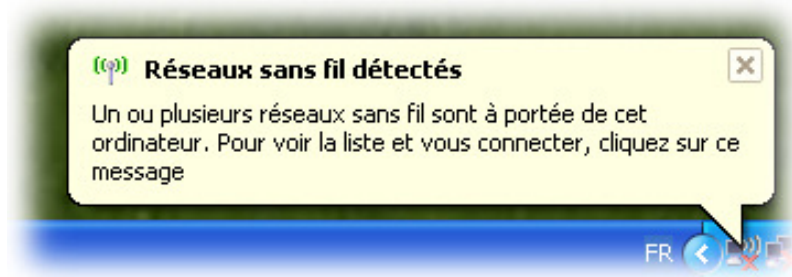 Réseaux sans fil détectés
Un ou plusieurs réseaux sans fil sont à portée de cet
ordinateur. Pour voir la liste et vous connecter, cliquez sur ce
message
FR